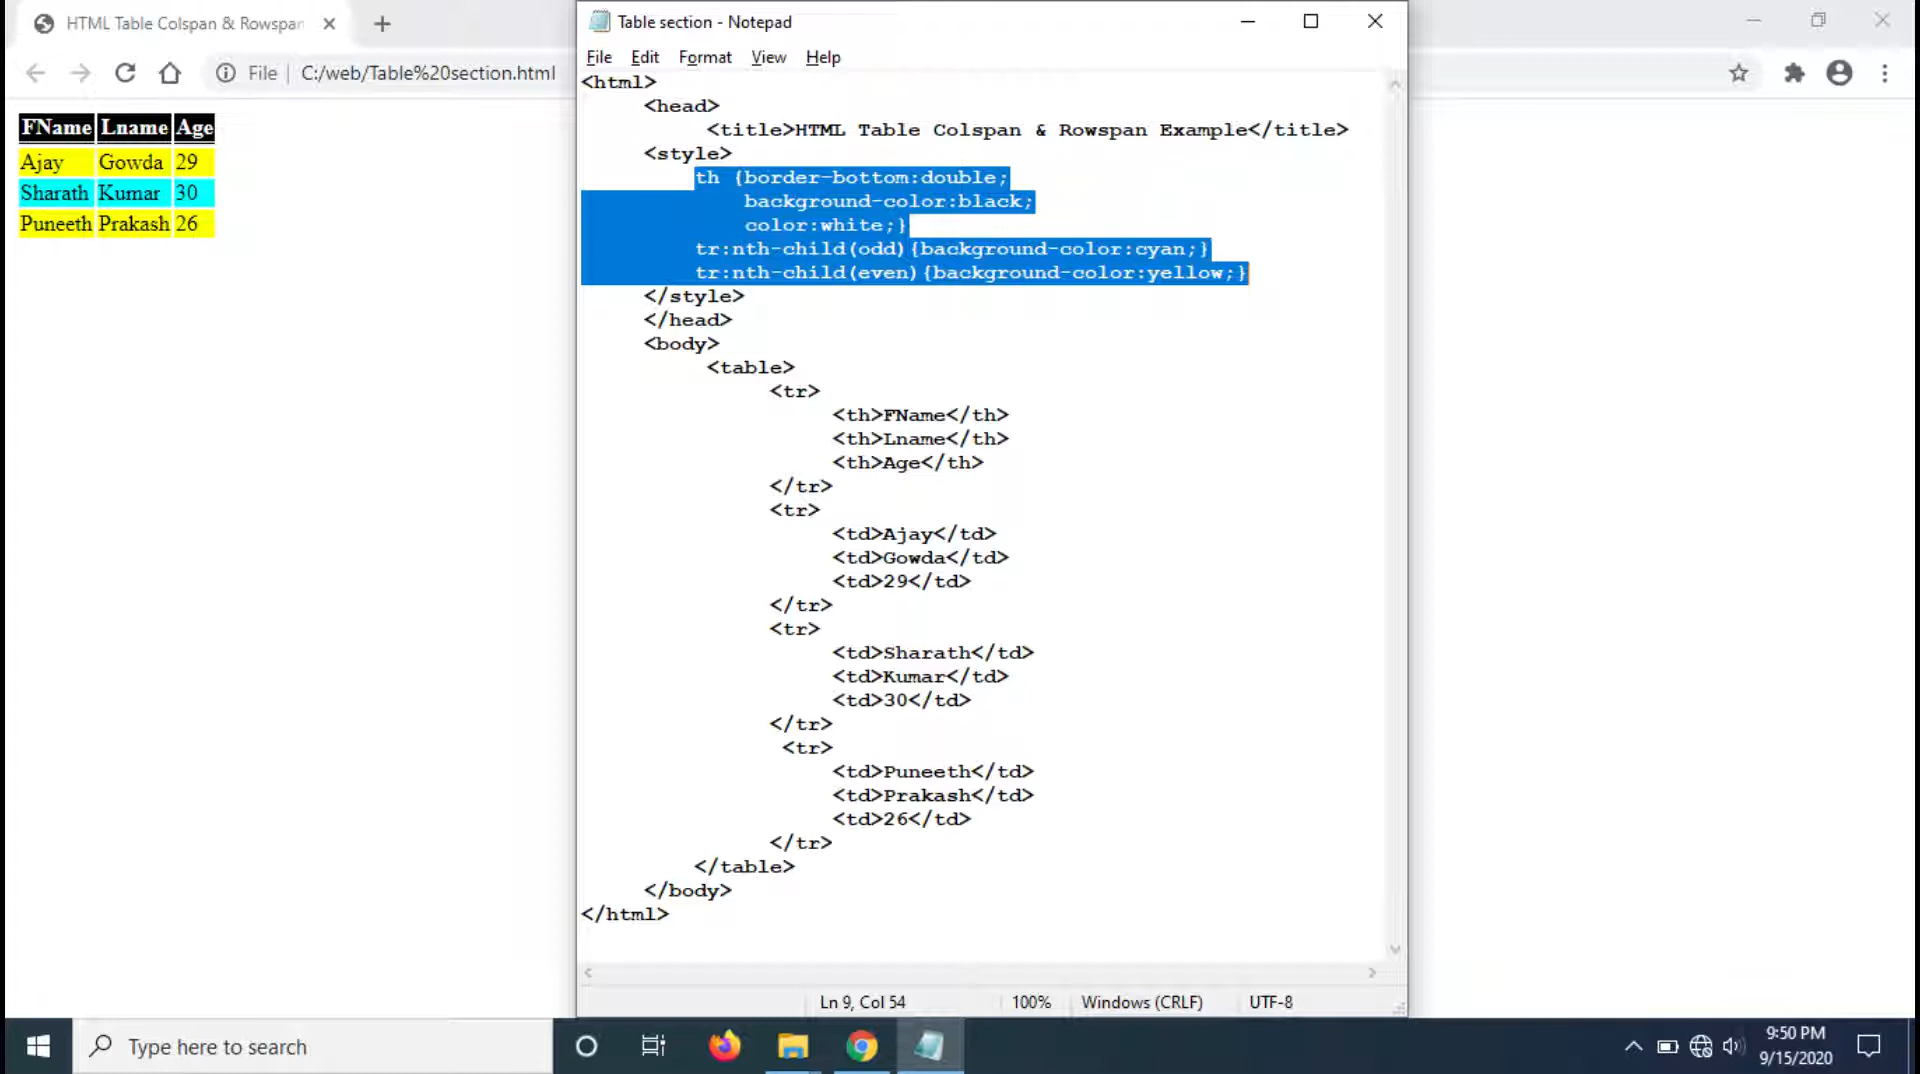 HTML Table Colspan & Rowspan
File | C:/web/Table%20section.html
FName Lname Age
Ajay Gowda 29
Sharath Kumar 30
Puneeth Prakash 26
Table section - Notepad
File Edit Format View Help
<html>
<head>
<title>HTML Table Colspan & Rowspan Example</title>
<style>
th {border-bottom:double;
background-color:black;
color:white;}
tr:nth-child(odd){background-color:cyan;}
tr:nth-child(even){background-color:yellow;}
</style>
</head>
<body>
<table>
<tr>
<th>FName</th>
<th>Lname</th>
<th>Age</th>
</tr>
<tr>
<td>Ajay</td>
<td>Gowda</td>
<td>29</td>
</tr>
<tr>
<td>Sharath</td>
<td>Kumar</td>
<td>30</td>
</tr>
<tr>
<td>Puneeth</td>
<td>Prakash</td>
<td>26</td>
</tr>
</table>
</body>
</html>
Ln 9, Col 54 100% Windows (CRLF) UTF-8
Type here to search
9:50 PM
9/15/2020